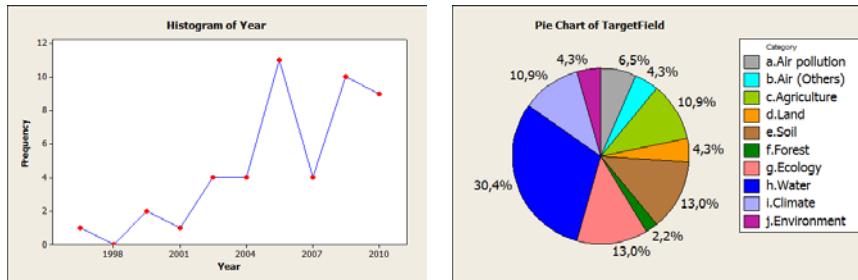 Histogram of Year
12
10
8
6
4
2
0
Frequency
1998
2001
2004
2007
2010
Year
Pie Chart of TargetField
4,3%
6,5%
4,3%
10,9%
10,9%
4,3%
30,4%
13,0%
2,2%
13,0%
Category
a.Air pollution
b.Air (Others)
c.Agriculture
d.Land
e.Soil
f.Forest
g.Ecology
h.Water
i.Climate
j.Environment